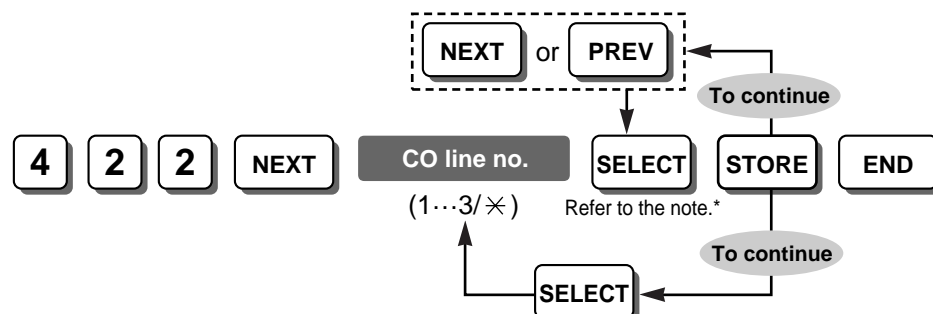 NEXT or PREV
To continue
4 2 2 NEXT CO line no. SELECT STORE END
(1···3/✳) Refer to the note.*
To continue
SELECT